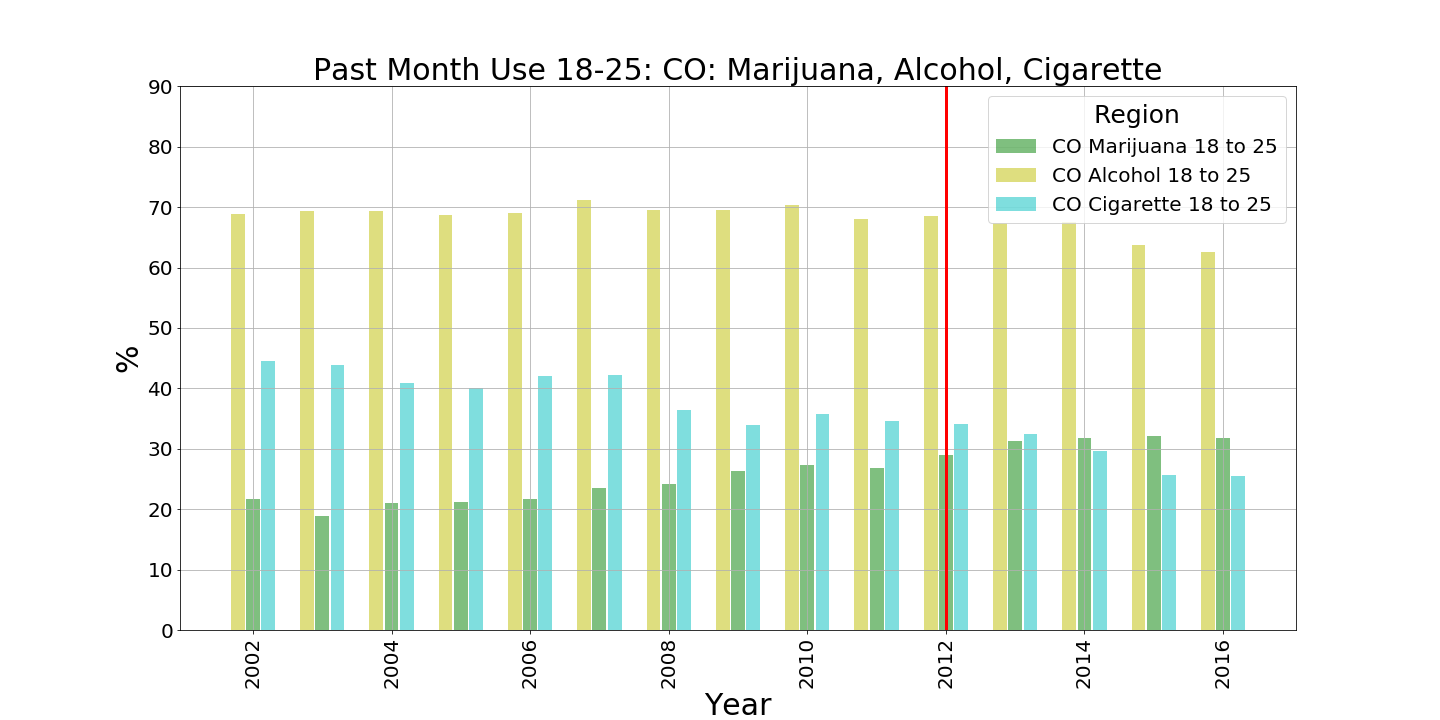 Past Month Use 18-25: CO: Marijuana, Alcohol, Cigarette
90
80
70
60
50
40
30
20
10
0
%
Region
CO Marijuana 18 to 25
CO Alcohol 18 to 25
CO Cigarette 18 to 25
2002 2004 2006 2008 2010 2012 2014 2016
Year